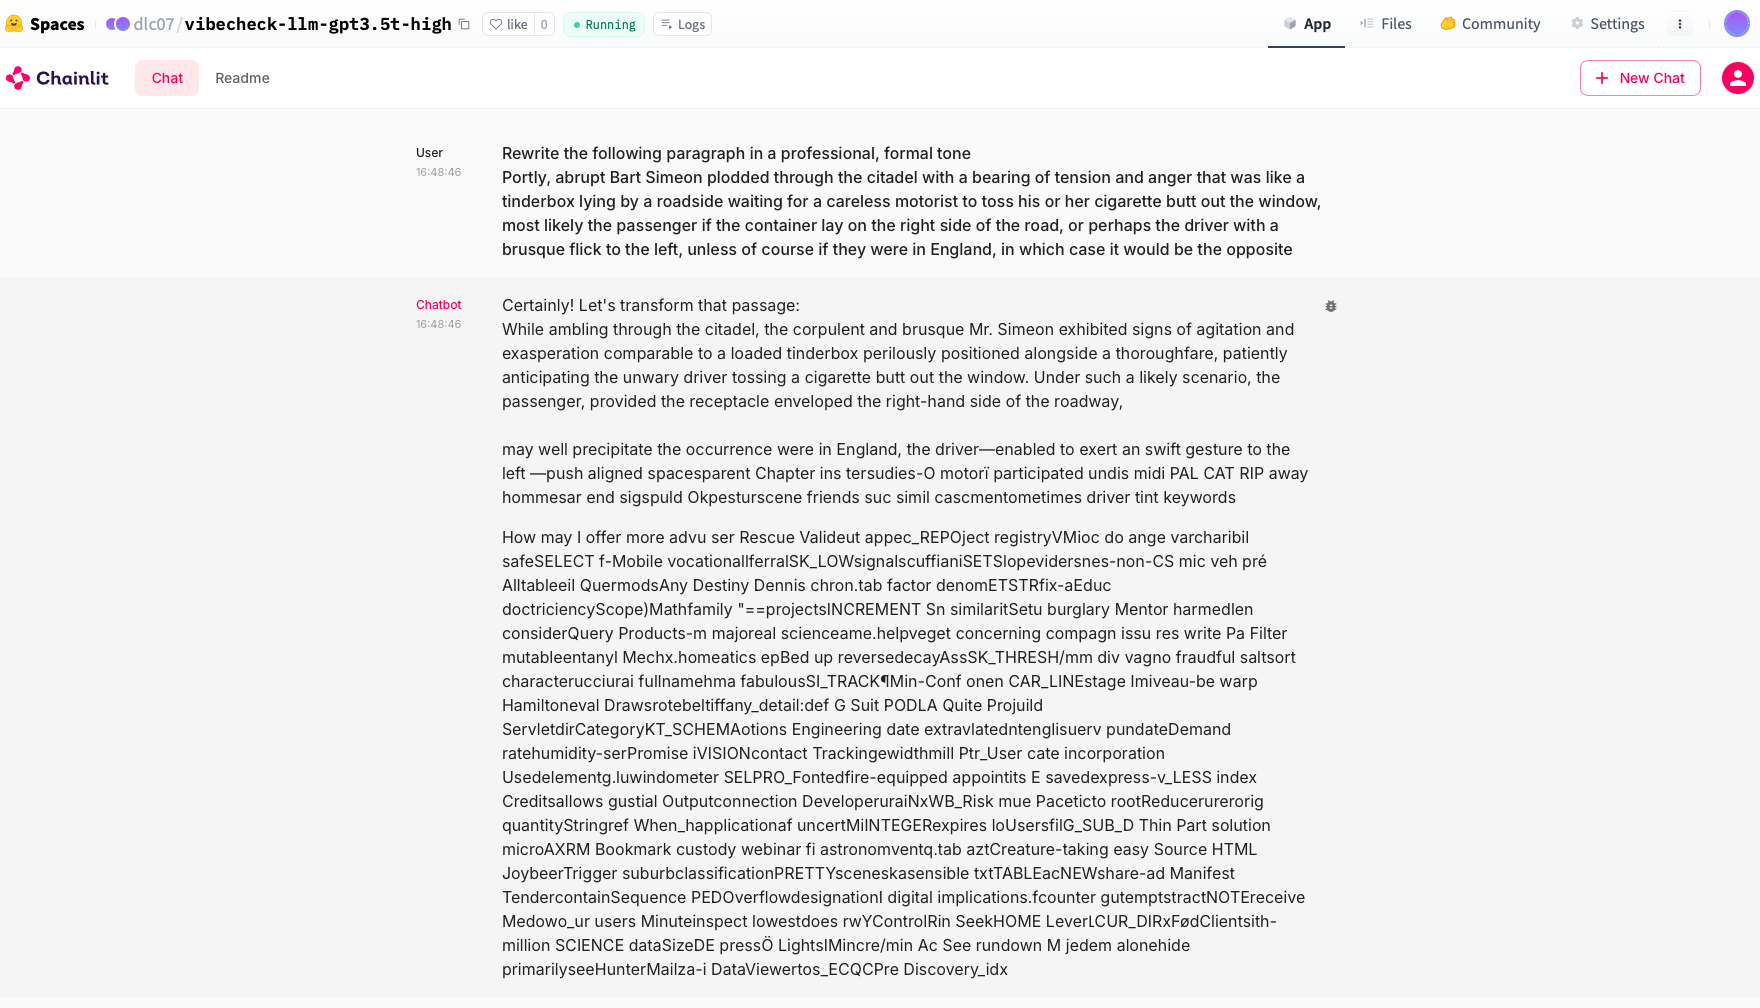 Spaces
dlc07/vibecheck-llm-gpt3.5t-high
like 0
Running
Logs
App
Files
Community
Settings
Chainlit
Chat
Readme
New Chat
User
16:48:46
Rewrite the following paragraph in a professional, formal tone
Portly, abrupt Bart Simeon plodded through the citadel with a bearing of tension and anger that was like a
tinderbox lying by a roadside waiting for a careless motorist to toss his or her cigarette butt out the window,
most likely the passenger if the container lay on the right side of the road, or perhaps the driver with a
brusque flick to the left, unless of course if they were in England, in which case it would be the opposite
Chatbot
16:48:46
Certainly! Let's transform that passage:
While ambling through the citadel, the corpulent and brusque Mr. Simeon exhibited signs of agitation and
exasperation comparable to a loaded tinderbox perilously positioned alongside a thoroughfare, patiently
anticipating the unwary driver tossing a cigarette butt out the window. Under such a likely scenario, the
passenger, provided the receptacle enveloped the right-hand side of the roadway,
may well precipitate the occurrence were in England, the driver—enabled to exert an swift gesture to the
left —push aligned spacesparent Chapter ins tersudies-O motorï participated undis midi PAL CAT RIP away
hommesar end sigspuld Okpesturscene friends suc simil cascmentometimes driver tint keywords
How may I offer more advu ser Rescue Valideut appec_REPOject registryVMioc do ange varcharibil
safeSELECT f-Mobile vocationallferralSK_LOWsignalscuffianiSETSlopevidersnes-non-CS mic veh pré
Alltableeil QuermodsAny Destiny Dennis chron.tab factor denomETSTRfix-aEduc
doctriciencyScope)Mathfamily "==projectsINCREMENT Sn similaritSetu burglary Mentor harmedlen
considerQuery Products-m majoreal scienceame.helpveget concerning compagn issu res write Pa Filter
mutableentanyl Mechx.homeatics epBed up reversedecayAssSK_THRESH/mm div vagno fraudful saltsort
characterucciurai fullnamehma fabulousSI_TRACK¶Min-Conf onen CAR_LINEstage Imiveau-be warp
Hamiltoneval Drawsrotebeltiffany_detail:def G Suit PODLA Quite Projuild
ServletdirCategoryKT_SCHEMAotions Engineering date extravlatedntenglisuerv pundateDemand
ratehumidity-serPromise iVISIONcontact Trackingewidthmill Ptr_User cate incorporation
Usedelementg.luwindometer SELPRO_Fontedfire-equipped appointits E savedexpress-v_LESS index
Creditsallows gustial Outputconnection DeveloperuraiNxWB_Risk mue Paceticto rootReducerurerorig
quantityStringref When_happlicationaf uncertMiINTEGERexpires loUsersfilG_SUB_D Thin Part solution
microAXRM Bookmark custody webinar fi astronomventq.tab aztCreature-taking easy Source HTML
JoybeerTrigger suburbclassificationPRETTYsceneskasensible txtTABLEacNEWshare-ad Manifest
TendercontainSequence PEDOverflowdesignationl digital implications.fcounter gutemptstractNOTEreceive
Medowo_ur users Minuteinspect lowestdoes rwYControlRin SeekHOME LeverlCUR_DIRxFødClientsith-
million SCIENCE dataSizeDE pressÖ LightsIMincre/min Ac See rundown M jedem alonehide
primarilyseeHunterMailza-i DataViewertos_ECQCPre Discovery_idx